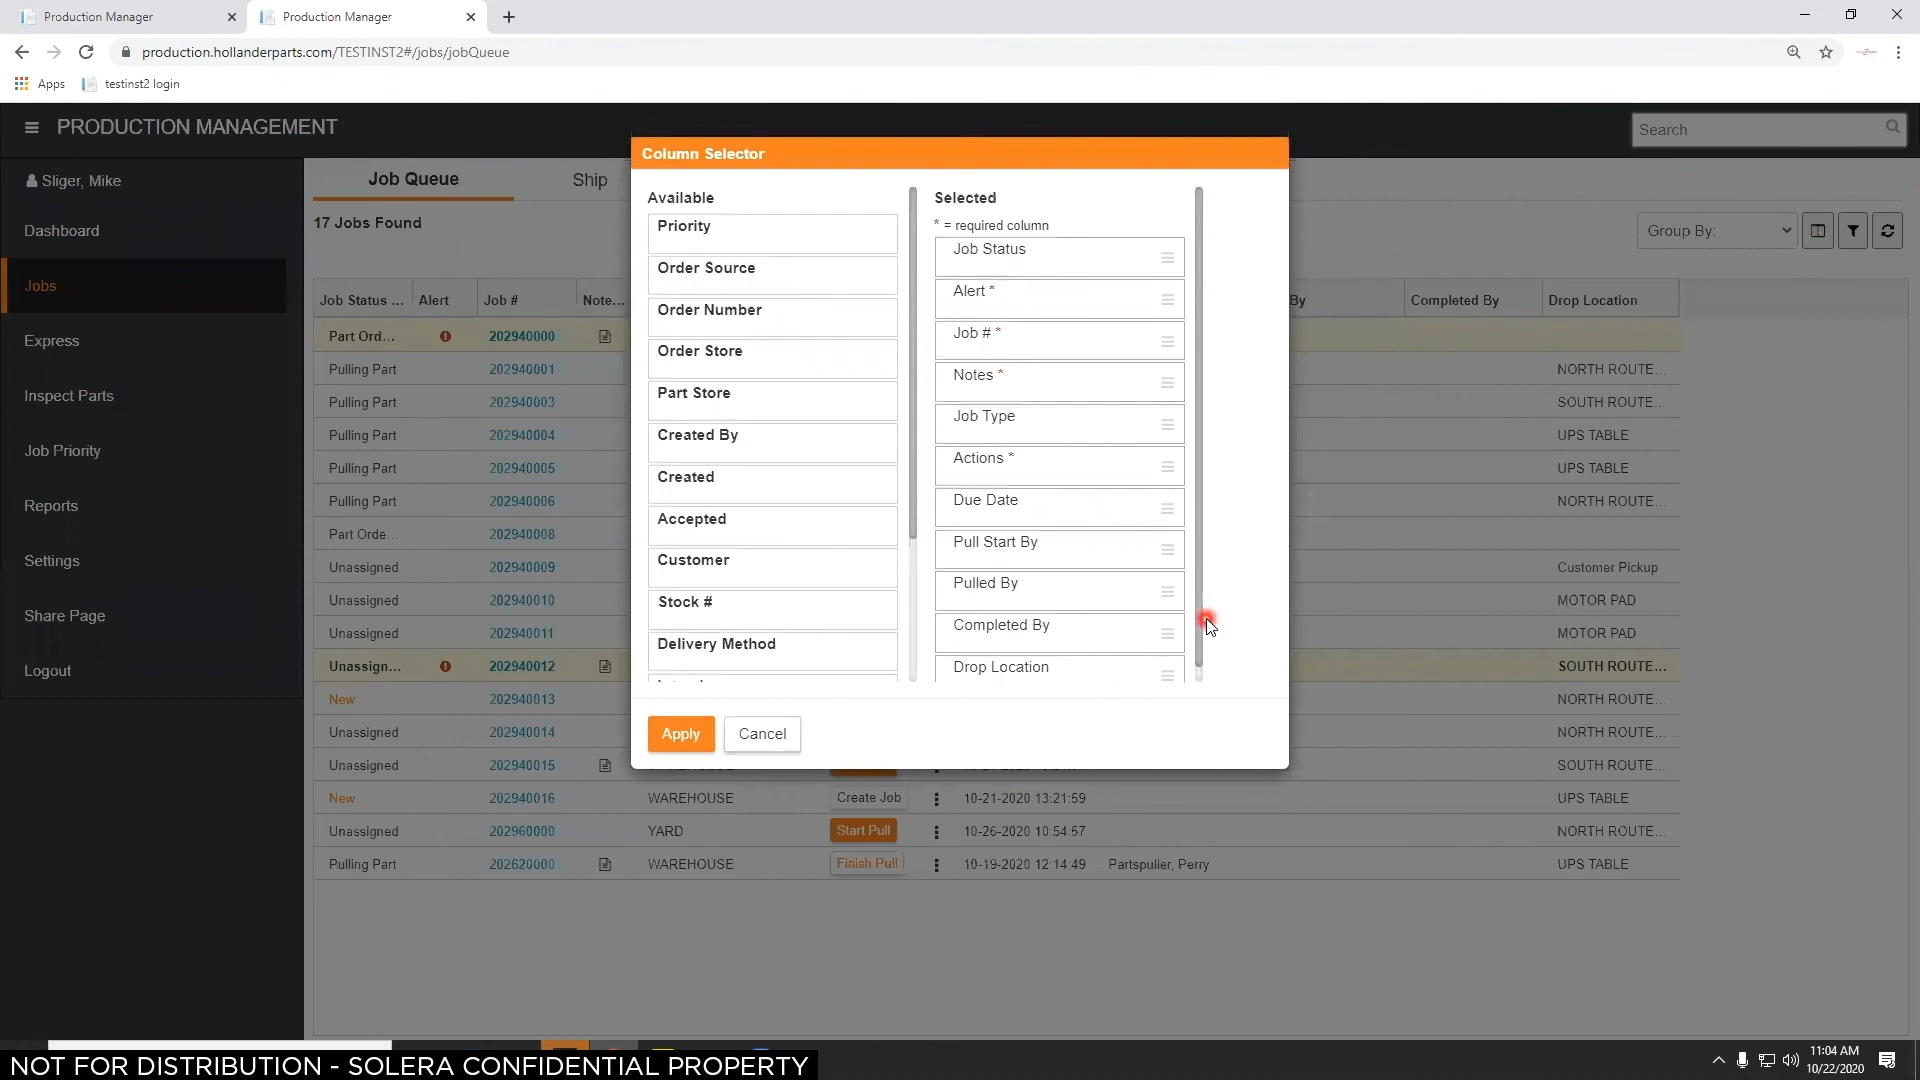 Production Manager
Production Manager
production.hollanderparts.com/TESTINST2#/jobs/jobQueue
Apps
testinst2 login
PRODUCTION MANAGEMENT
Search
Sliger, Mike
Dashboard
Jobs
Express
Inspect Parts
Job Priority
Reports
Settings
Share Page
Logout
Job Queue
Ship
17 Jobs Found
Group By:
Job Status ... Alert Job # Note... By Completed By Drop Location
Part Ord... 202940000
Pulling Part 202940001 NORTH ROUTE...
Pulling Part 202940003 SOUTH ROUTE...
Pulling Part 202940004 UPS TABLE
Pulling Part 202940005 UPS TABLE
Pulling Part 202940006 NORTH ROUTE...
Part Orde... 202940008
Unassigned 202940009 Customer Pickup
Unassigned 202940010 MOTOR PAD
Unassigned 202940011 MOTOR PAD
Unassign... 202940012 SOUTH ROUTE...
New 202940013 NORTH ROUTE...
Unassigned 202940014 NORTH ROUTE...
Unassigned 202940015 SOUTH ROUTE...
New 202940016 WAREHOUSE Create Job 10-21-2020 13:21:59 UPS TABLE
Unassigned 202960000 YARD Start Pull 10-26-2020 10:54:57 NORTH ROUTE...
Pulling Part 202620000 WAREHOUSE Finish Pull 10-19-2020 12:14:49 Partspuller, Perry UPS TABLE
Column Selector
Available
Priority
Order Source
Order Number
Order Store
Part Store
Created By
Created
Accepted
Customer
Stock #
Delivery Method
Selected
* = required column
Job Status
Alert *
Job # *
Notes *
Job Type
Actions *
Due Date
Pull Start By
Pulled By
Completed By
Drop Location
Apply
Cancel
NOT FOR DISTRIBUTION - SOLERA CONFIDENTIAL PROPERTY
11:04 AM
10/22/2020